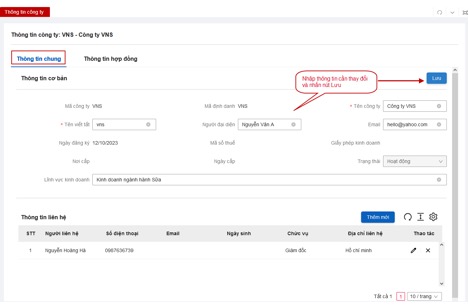 Thông tin công ty
Thông tin công ty: VNS - Công ty VNS
Thông tin chung
Thông tin hợp đồng
Thông tin cơ bản
Nhập thông tin cần thay đổi
và nhấn nút Lưu
Lưu
Mã công ty VNS
Mã định danh VNS
* Tên công ty Công ty VNS
* Tên viết tắt vns
Người đại diện Nguyễn Văn A
Email hello@yahoo.com
Ngày đăng ký 12/10/2023
Mã số thuế
Giấy phép kinh doanh
Nơi cấp
Ngày cấp
Trạng thái Hoạt động
Lĩnh vực kinh doanh Kinh doanh ngành hành Sữa
Thông tin liên hệ
Thêm mới
STT Người liên hệ Số điện thoại Email Ngày sinh Chức vụ Địa chỉ liên hệ Thao tác
1 Nguyễn Hoàng Hà 0987636739 Giám đốc Hồ chí minh
Tất cả 1 1 10 / trang